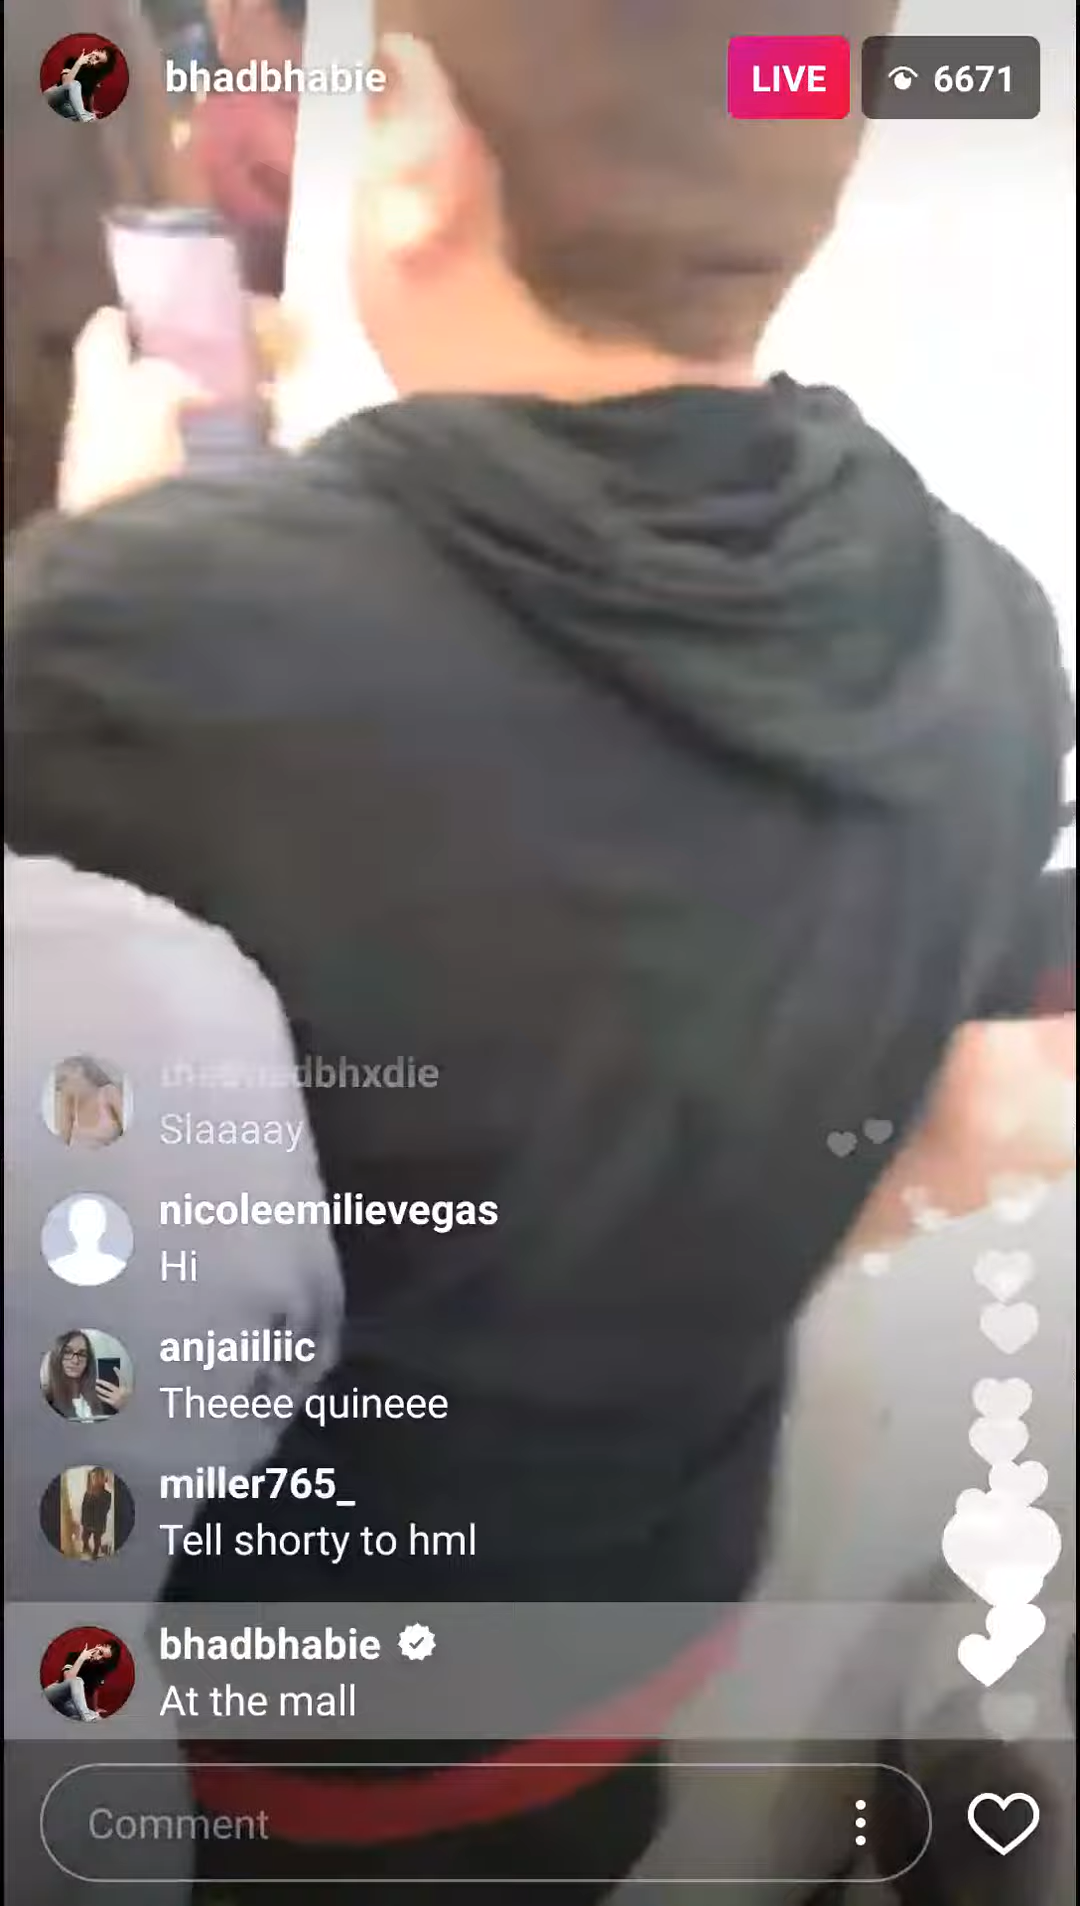 bhadbhabie
LIVE
6671
Slaaaay
nicoleemilievegas
Hi
anjaiiliic
Theeee quineee
miller765_
Tell shorty to hml
bhadbhabie
At the mall
Comment